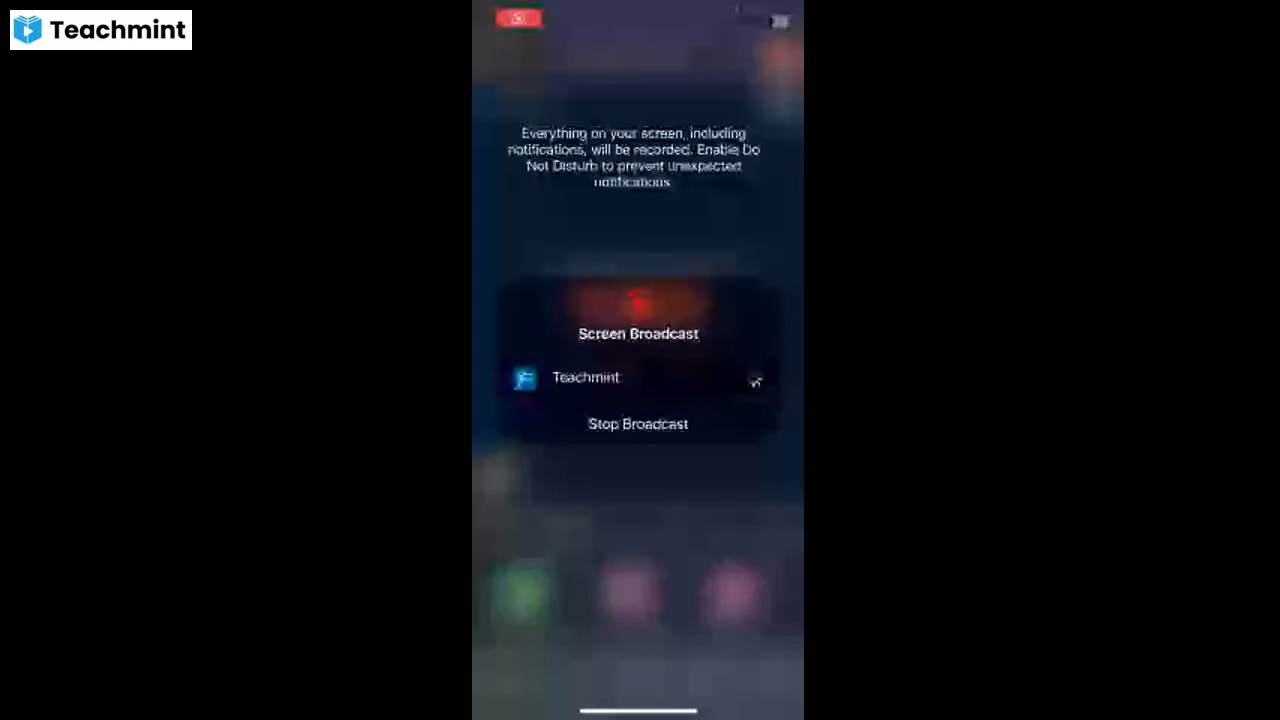 Teachmint
Everything on your screen, including
notifications, will be recorded. Enable Do
Not Disturb to prevent unexpected
notifications
Screen Broadcast
Teachmint
Stop Broadcast